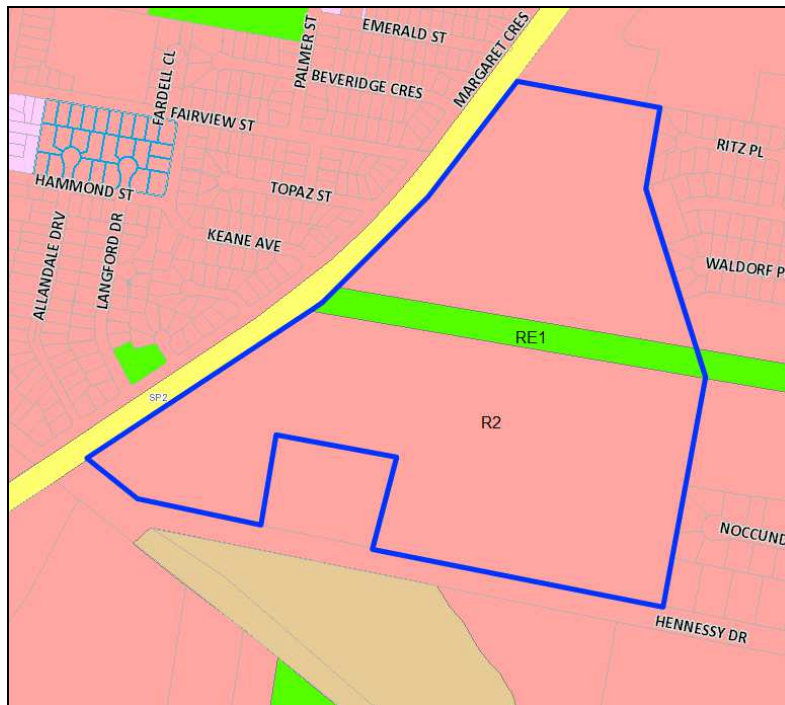 EMERALD ST
PALMER ST
MARGARET CRES
FARDELL CL
BEVERIDGE CRES
FAIRVIEW ST
RITZ PL
HAMMOND ST
TOPAZ ST
KEANE AVE
ALLANDALE DRV
LANGFORD DR
WALDORF P
RE1
SP2
R2
NOCCUND
HENNESSY DR